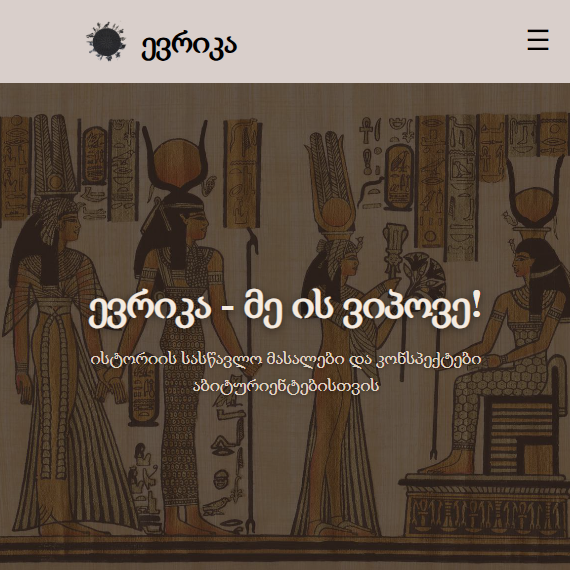 ევრიკა
ევრიკა - მე ის ვიპოვე!
ისტორიის სასწავლო მასალები და კონსპექტები
აბიტურიენტებისთვის